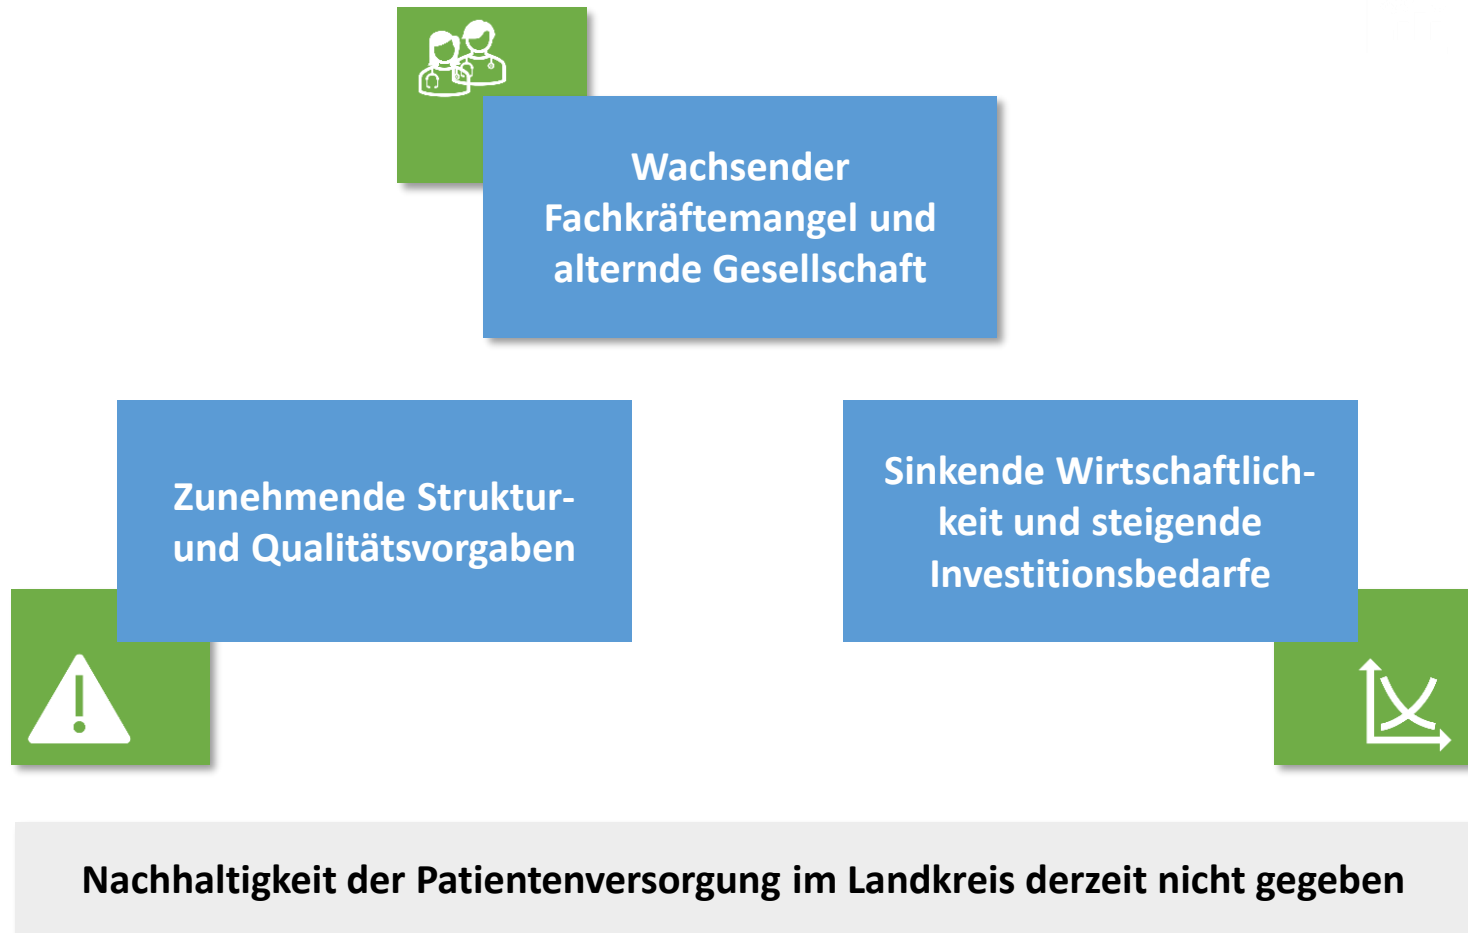 Wachsender
Fachkräftemangel und
alternde Gesellschaft
Zunehmende Struktur-
und Qualitätsvorgaben
Sinkende Wirtschaftlich-
keit und steigende
Investitionsbedarfe
Nachhaltigkeit der Patientenversorgung im Landkreis derzeit nicht gegeben